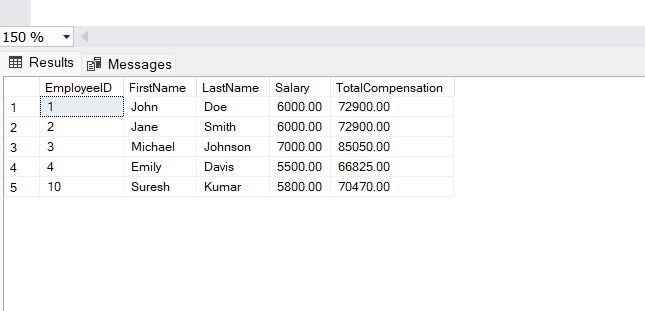 150 %
Results Messages
EmployeeID FirstName LastName Salary TotalCompensation
1 1 John Doe 6000.00 72900.00
2 2 Jane Smith 6000.00 72900.00
3 3 Michael Johnson 7000.00 85050.00
4 4 Emily Davis 5500.00 66825.00
5 10 Suresh Kumar 5800.00 70470.00